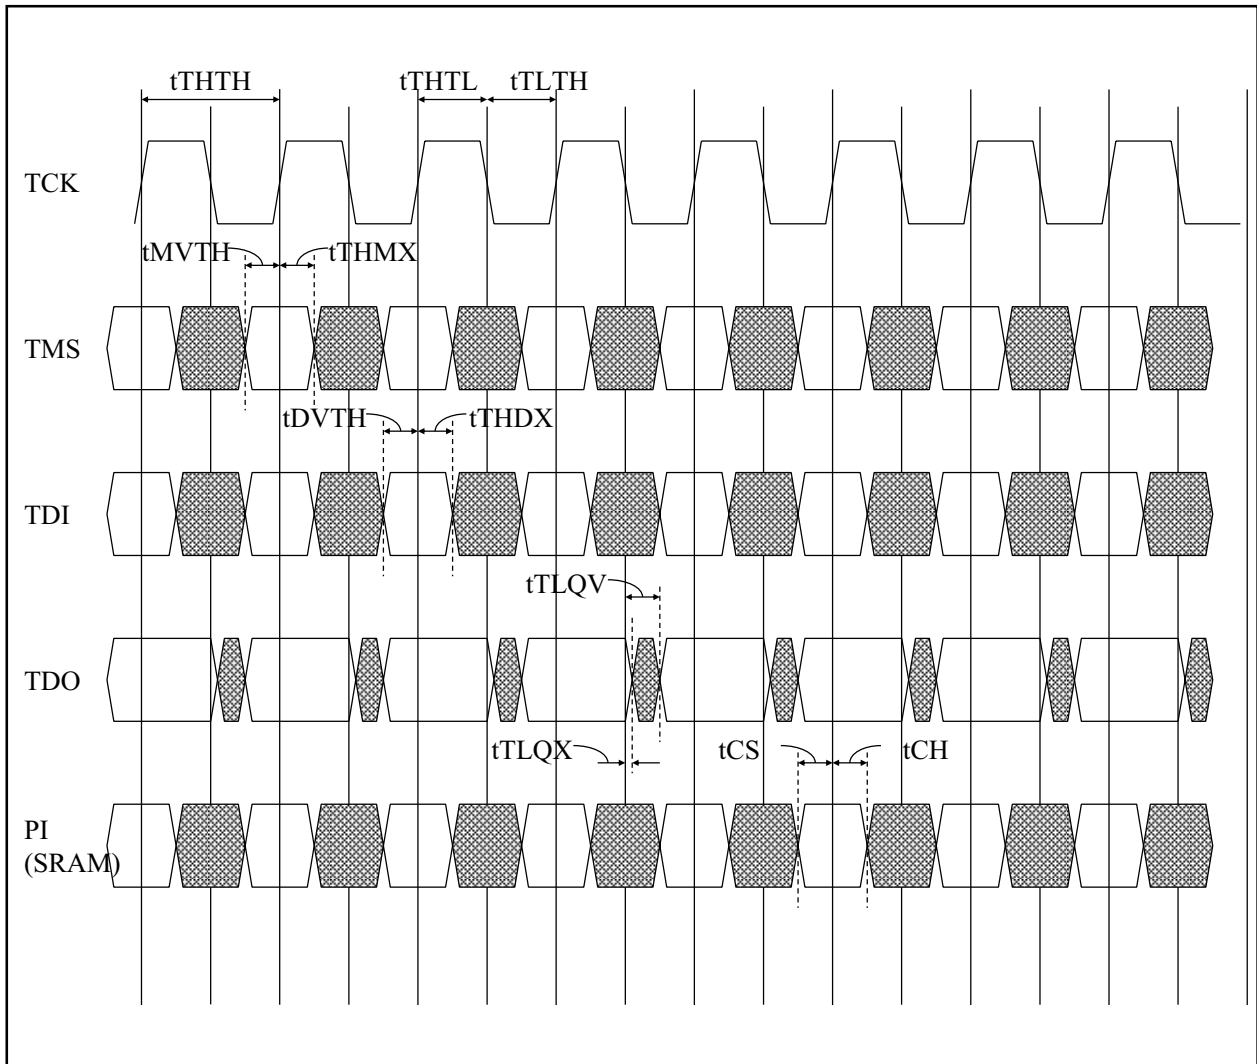 tTHTH
tTHTL
tTLTH
TCK
tMVTH
tTHMX
TMS
tDVTH
tTHDX
TDI
tTLQV
TDO
tTLQX
tCS
tCH
PI
(SRAM)